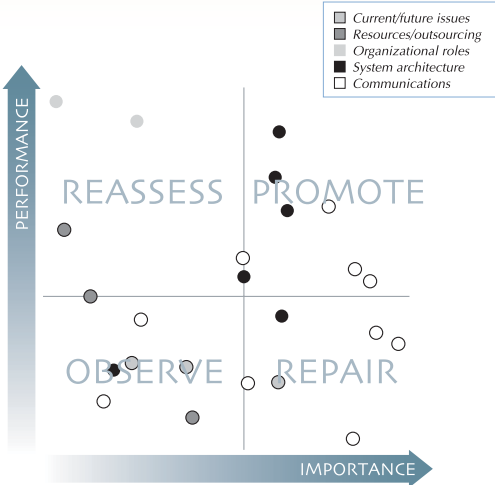 Current/future issues
Resources/outsourcing
Organizational roles
System architecture
Communications
PERFORMANCE
REASSESS
PROMOTE
OBSERVE
REPAIR
IMPORTANCE